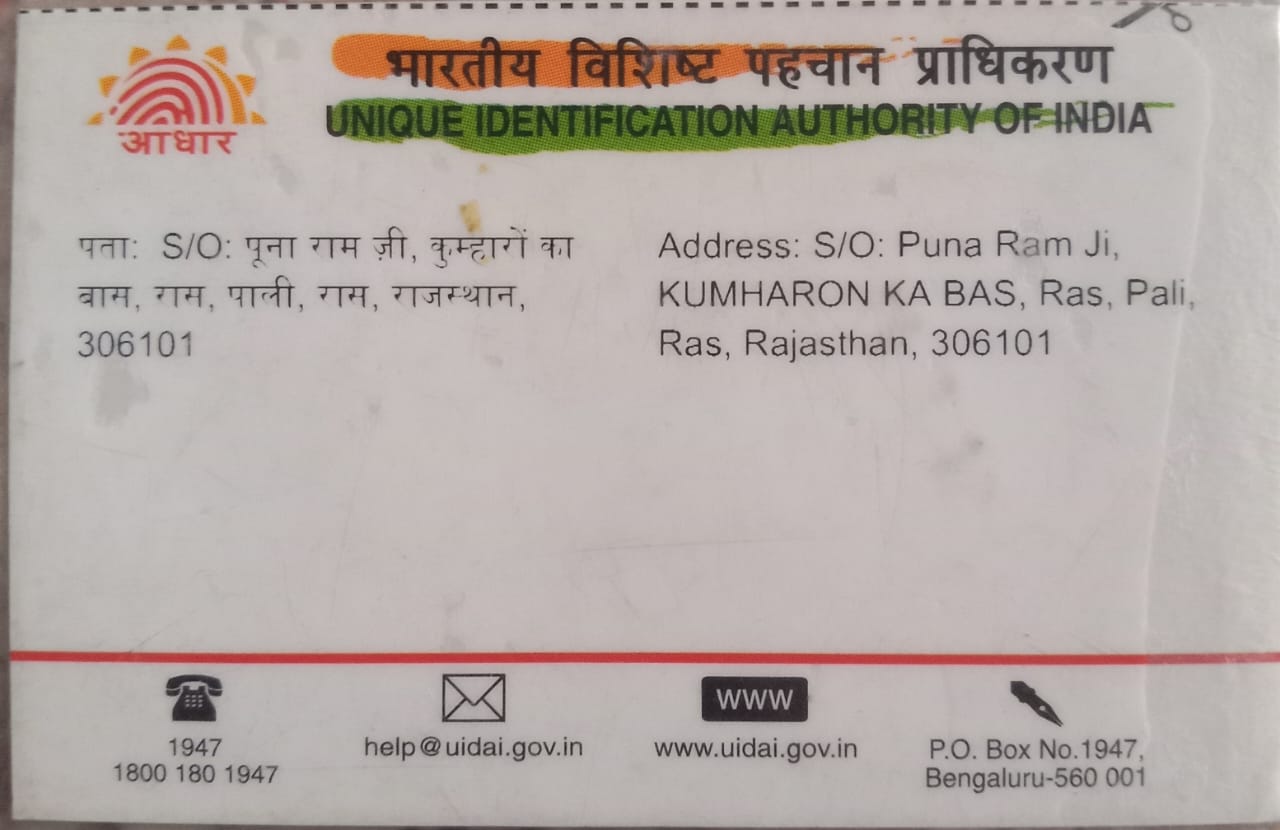 आधार
भारतीय विशिष्ट पहचान प्राधिकरण
UNIQUE IDENTIFICATION AUTHORITY OF INDIA
पता: S/O: पूना राम ज़ी, कुम्हारों का
बास, रास, पाली, रास, राजस्थान,
306101
Address: S/O: Puna Ram Ji,
KUMHARON KA BAS, Ras, Pali,
Ras, Rajasthan, 306101
1947
1800 180 1947
help@uidai.gov.in
www
www.uidai.gov.in
P.O. Box No.1947,
Bengaluru-560 001